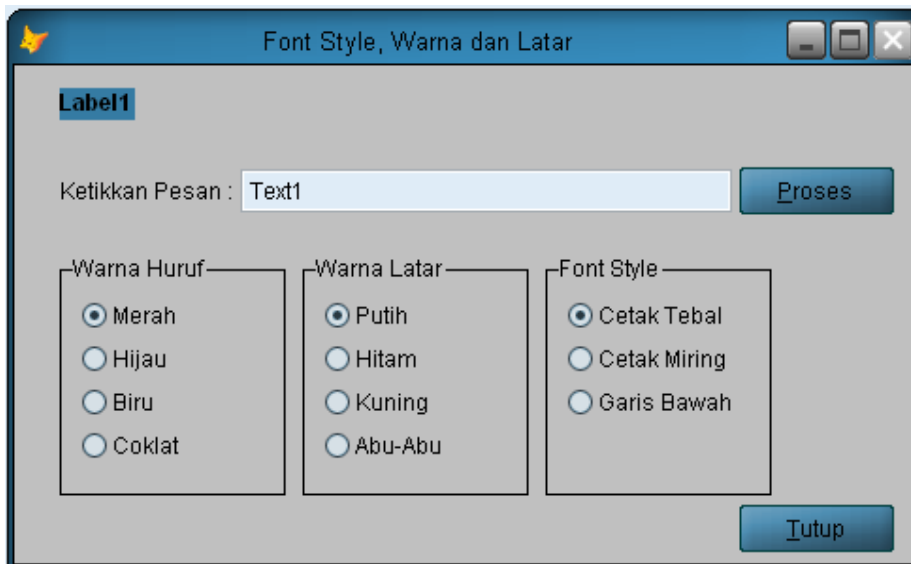 Font Style, Warna dan Latar
Label1
Ketikkan Pesan : Text1 Proses
Warna Huruf Warna Latar Font Style
Merah Putih Cetak Tebal
Hijau Hitam Cetak Miring
Biru Kuning Garis Bawah
Coklat Abu-Abu
Tutup